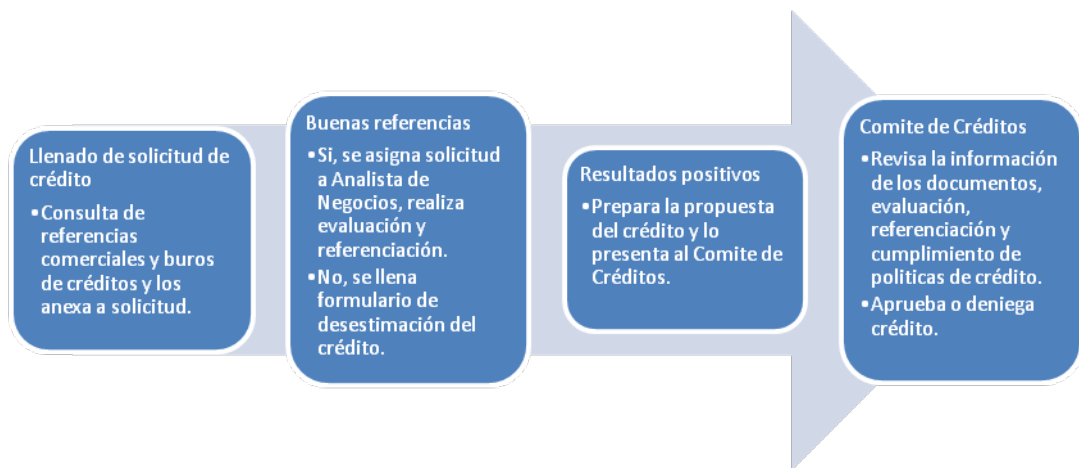 Llenado de solicitud de
crédito
•Consulta de
referencias
comerciales y buros
de créditos y los
anexa a solicitud.
Buenas referencias
•Si, se asigna solicitud
a Analista de
Negocios, realiza
evaluación y
referenciación.
•No, se llena
formulario de
desestimación del
crédito.
Resultados positivos
•Prepara la propuesta
del crédito y lo
presenta al Comite de
Créditos.
Comite de Créditos
•Revisa la información
de los documentos,
evaluación,
referenciación y
cumplimiento de
politicas de crédito.
•Aprueba o deniega
crédito.